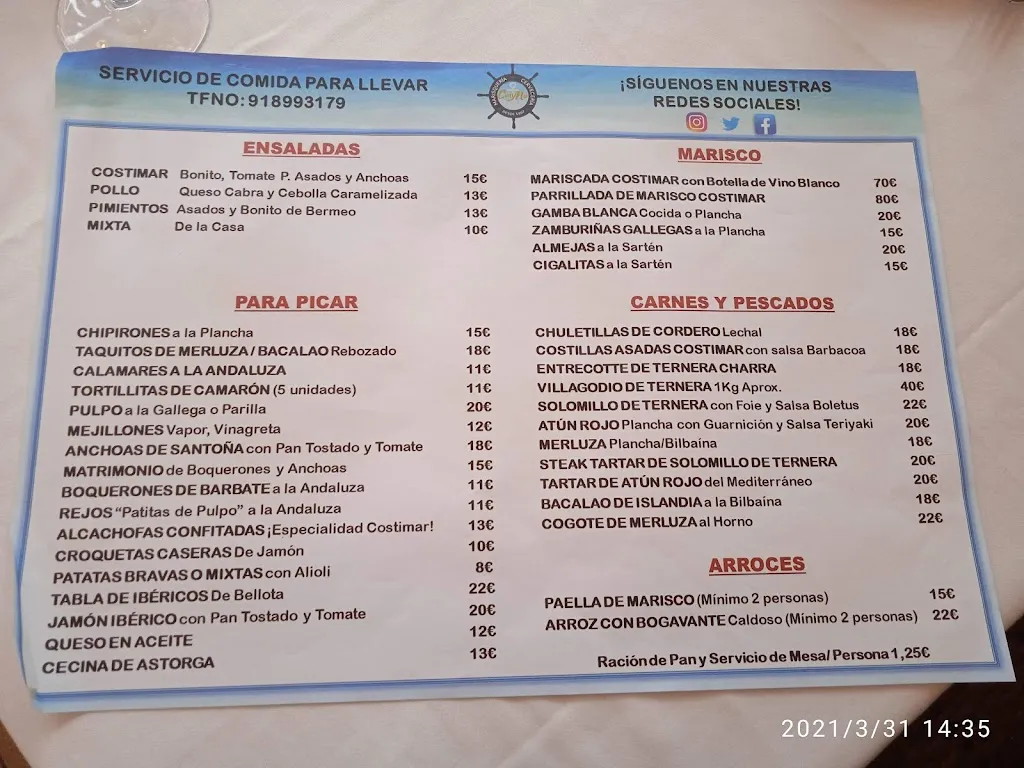 SERVICIO DE COMIDA PARA LLEVAR
TFNO: 918993179
¡SÍGUENOS EN NUESTRAS
REDES SOCIALES!
ENSALADAS
COSTIMAR Bonito, Tomate P. Asados y Anchoas 15€
POLLO Queso Cabra y Cebolla Caramelizada 13€
PIMIENTOS Asados y Bonito de Bermeo 13€
MIXTA De la Casa 10€
PARA PICAR
CHIPIRONES a la Plancha 15€
TAQUITOS DE MERLUZA / BACALAO Rebozado 18€
CALAMARES A LA ANDALUZA 11€
TORTILLITAS DE CAMARÓN (5 unidades) 11€
PULPO a la Gallega o Parilla 20€
MEJILLONES Vapor, Vinagreta 12€
ANCHOAS DE SANTOÑA con Pan Tostado y Tomate 18€
MATRIMONIO de Boquerones y Anchoas 15€
BOQUERONES DE BARBATE a la Andaluza 11€
REJOS “Patitas de Pulpo” a la Andaluza 11€
ALCACHOFAS CONFITADAS ¡Especialidad Costimar! 13€
CROQUETAS CASERAS De Jamón 10€
PATATAS BRAVAS O MIXTAS con Alioli 8€
TABLA DE IBÉRICOS De Bellota 22€
JAMÓN IBÉRICO con Pan Tostado y Tomate 20€
QUESO EN ACEITE 12€
CECINA DE ASTORGA 13€
MARISCO
MARISCADA COSTIMAR con Botella de Vino Blanco 70€
PARRILLADA DE MARISCO COSTIMAR 80€
GAMBA BLANCA Cocida o Plancha 20€
ZAMBURIÑAS GALLEGAS a la Plancha 15€
ALMEJAS a la Sartén 20€
CIGALITAS a la Sartén 15€
CARNES Y PESCADOS
CHULETILLAS DE CORDERO Lechal 18€
COSTILLAS ASADAS COSTIMAR con salsa Barbacoa 18€
ENTRECOTTE DE TERNERA CHARRA 18€
VILLAGODIO DE TERNERA 1Kg Aprox. 40€
SOLOMILLO DE TERNERA con Foie y Salsa Boletus 22€
ATÚN ROJO Plancha con Guarnición y Salsa Teriyaki 20€
MERLUZA Plancha/Bilbaína 18€
STEAK TARTAR DE SOLOMILLO DE TERNERA 20€
TARTAR DE ATÚN ROJO del Mediterráneo 20€
BACALAO DE ISLANDIA a la Bilbaína 18€
COGOTE DE MERLUZA al Horno 22€
ARROCES
PAELLA DE MARISCO (Mínimo 2 personas) 15€
ARROZ CON BOGAVANTE Caldoso (Mínimo 2 personas) 22€
Ración de Pan y Servicio de Mesa/ Persona 1,25€
2021/3/31 14:35